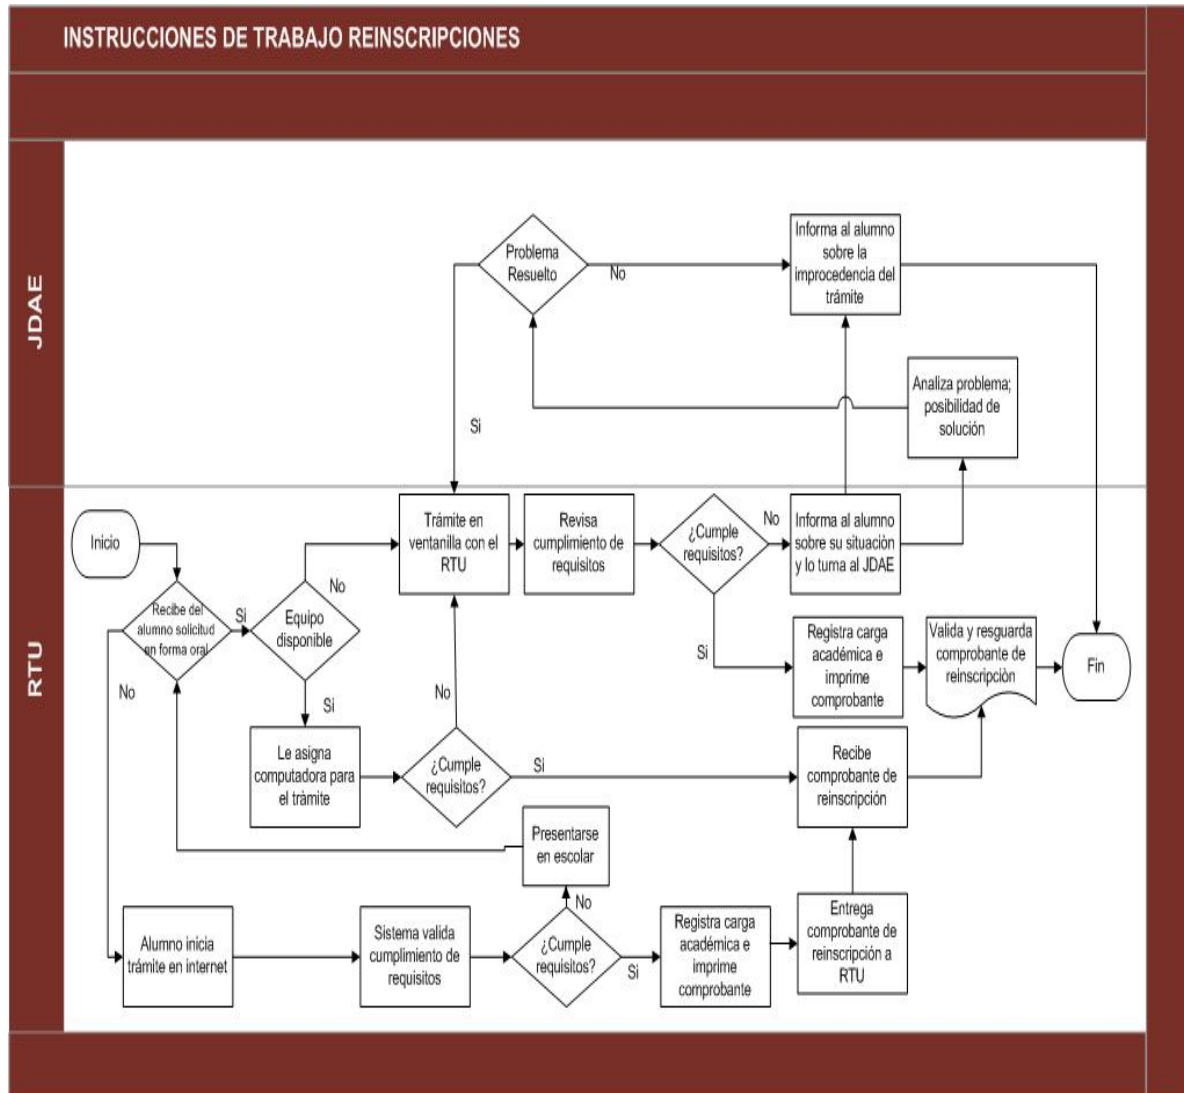 INSTRUCCIONES DE TRABAJO REINSCRIPCIONES
JDAE
Problema
Resuelto
No
Si
Informa al alumno
sobre la
improcedencia del
trámite
Analiza problema;
posibilidad de
solución
RTU
Inicio
Recibe del
alumno solicitud
en forma oral
Si
No
Equipo
disponible
No
Si
Trámite en
ventanilla con el
RTU
Revisa
cumplimiento de
requisitos
¿Cumple
requisitos?
No
Si
Informa al alumno
sobre su situaciòn
y lo turna al JDAE
Registra carga
académica e
imprime
comprobante
Valida y resguarda
comprobante de
reinscripciòn
Fin
Le asigna
computadora para
el tràmite
¿Cumple
requisitos?
No
Si
Recibe
comprobante de
reinscripción
Presentarse
en escolar
Alumno inicia
trámite en internet
Sistema valida
cumplimiento de
requisitos
¿Cumple
requisitos?
No
Si
Registra carga
académica e
imprime
comprobante
Entrega
comprobante de
reinscripción a
RTU